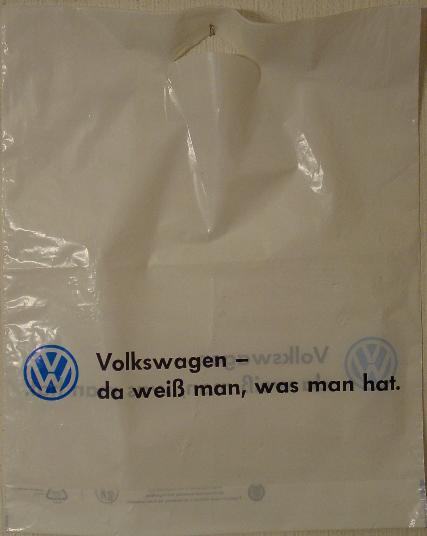 Volkswagen –
da weiß man, was man hat.